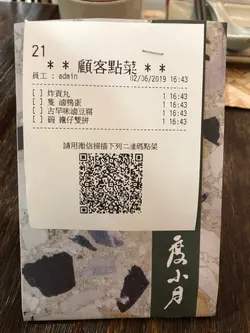 21
** 顧客點菜 **
員工 : admin 02/06/2019 16:43
[ ] 炸貢丸 1 16:43
[ ] 隻 滷鴨蛋 1 16:43
[ ] 古早味滷豆腐 1 16:43
[ ] 碗 擔仔雙拼 1 16:43
請用微信掃描下列二維碼點菜
度小月